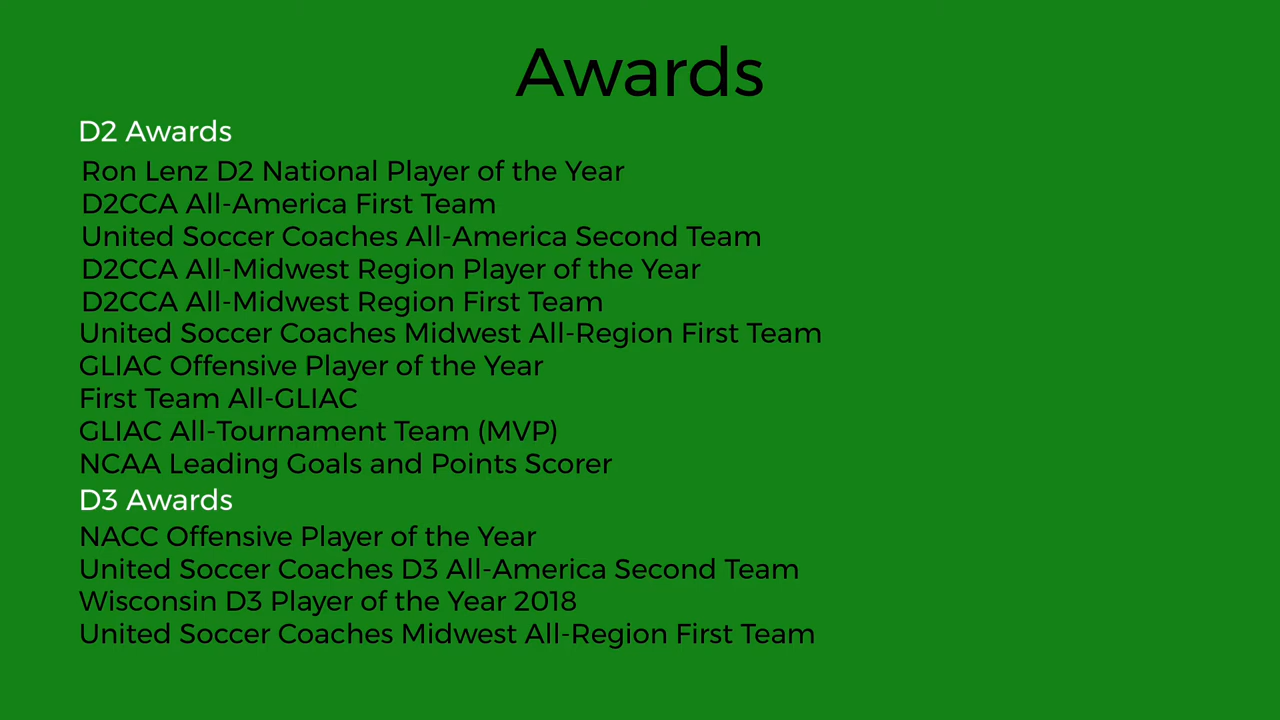 Awards
D2 Awards
Ron Lenz D2 National Player of the Year
D2CCA All-America First Team
United Soccer Coaches All-America Second Team
D2CCA All-Midwest Region Player of the Year
D2CCA All-Midwest Region First Team
United Soccer Coaches Midwest All-Region First Team
GLIAC Offensive Player of the Year
First Team All-GLIAC
GLIAC All-Tournament Team (MVP)
NCAA Leading Goals and Points Scorer
D3 Awards
NACC Offensive Player of the Year
United Soccer Coaches D3 All-America Second Team
Wisconsin D3 Player of the Year 2018
United Soccer Coaches Midwest All-Region First Team